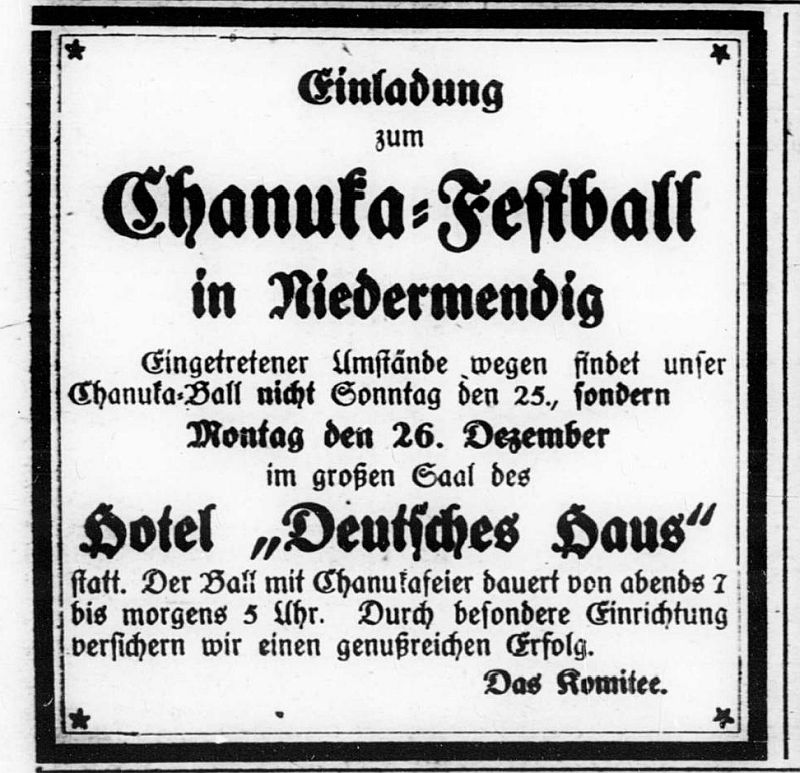 Einladung
zum
Chanuka-Festball
in Niedermendig
Eingetretener Umstände wegen findet unser
Chanuka-Ball nicht Sonntag den 25., sondern
Montag den 26. Dezember
im großen Saal des
Hotel „Deutsches Haus“
statt. Der Ball mit Chanukafeier dauert von abends 7
bis morgens 5 Uhr. Durch besondere Einrichtung
versichern wir einen genußreichen Erfolg.
Das Komitee.